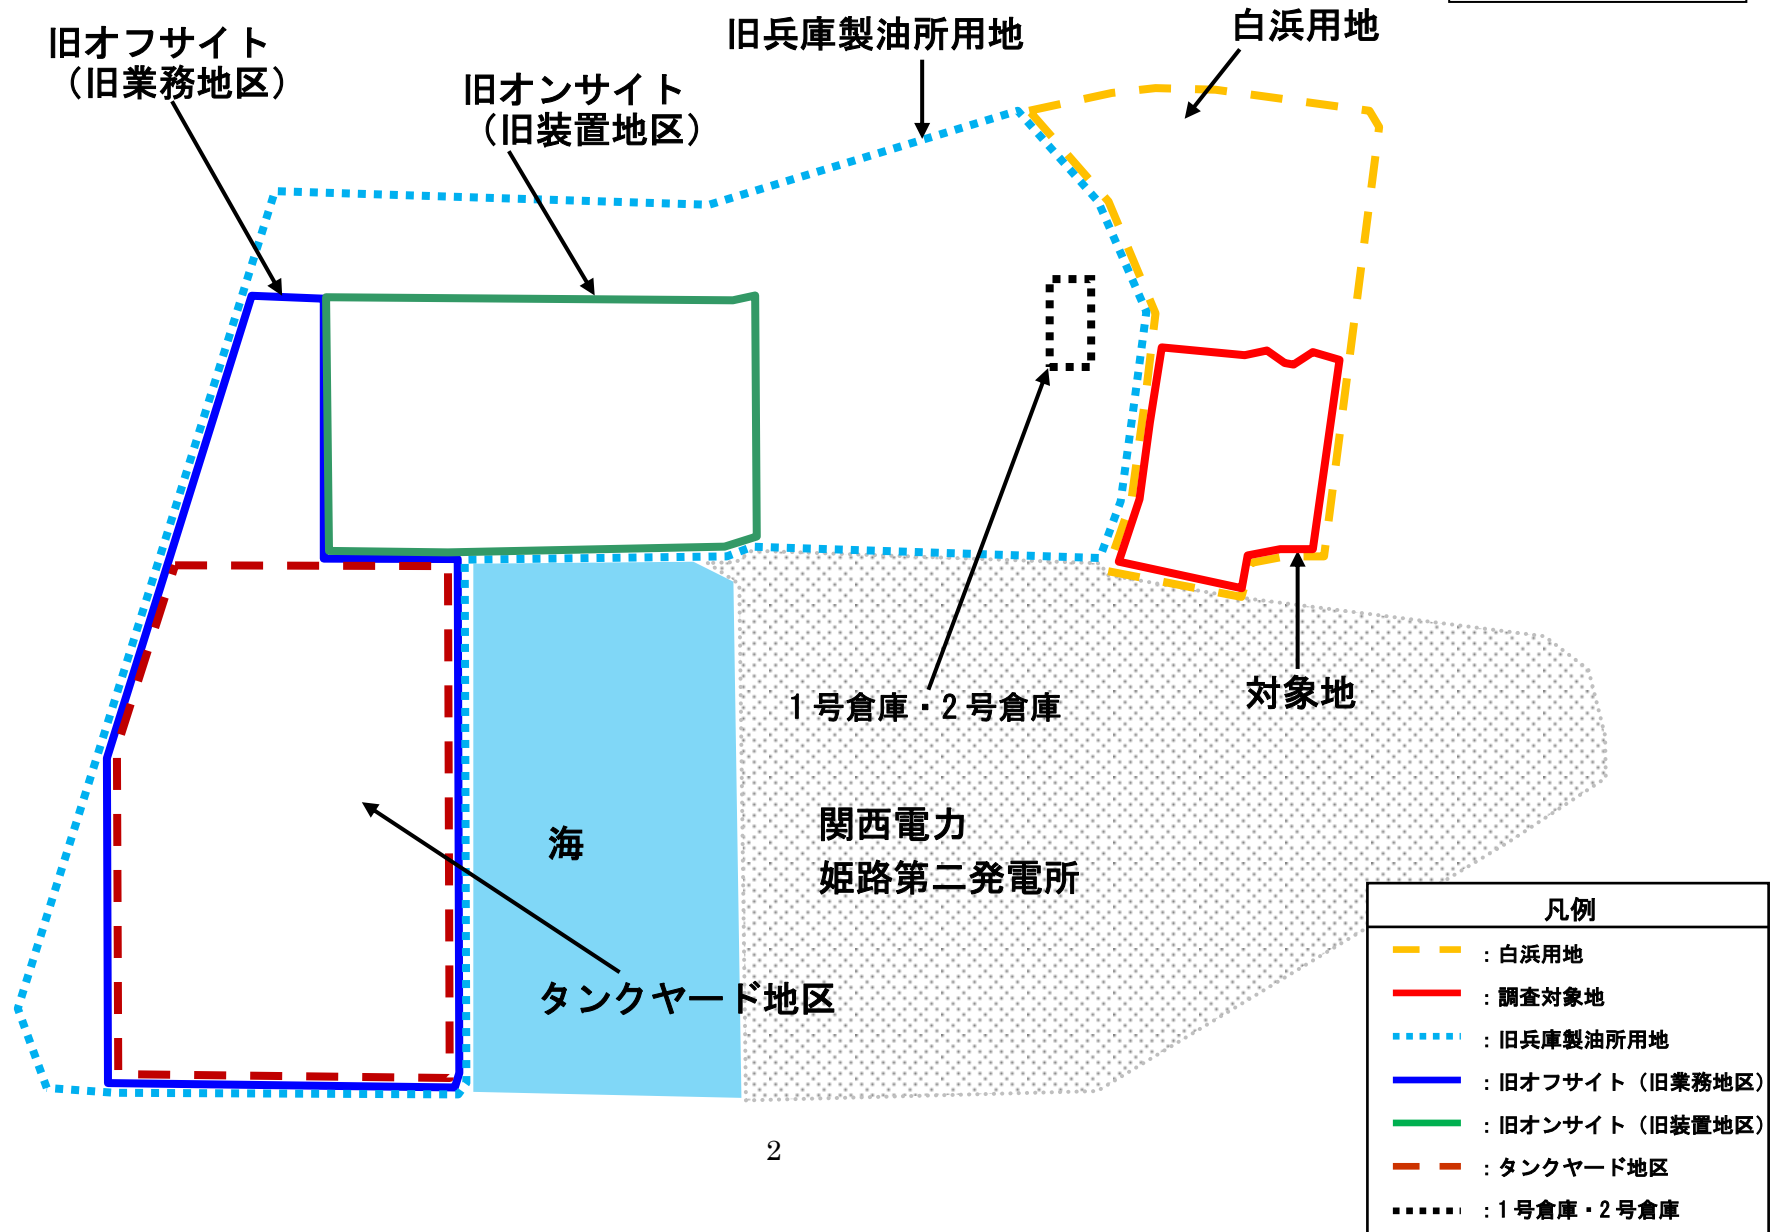 旧オフサイト
（旧業務地区）
旧オンサイト
（旧装置地区）
旧兵庫製油所用地
白浜用地
1号倉庫・2号倉庫
対象地
海
関西電力
姫路第二発電所
タンクヤード地区
凡例
：白浜用地
：調査対象地
：旧兵庫製油所用地
：旧オフサイト（旧業務地区）
：旧オンサイト（旧装置地区）
：タンクヤード地区
：1号倉庫・2号倉庫
2